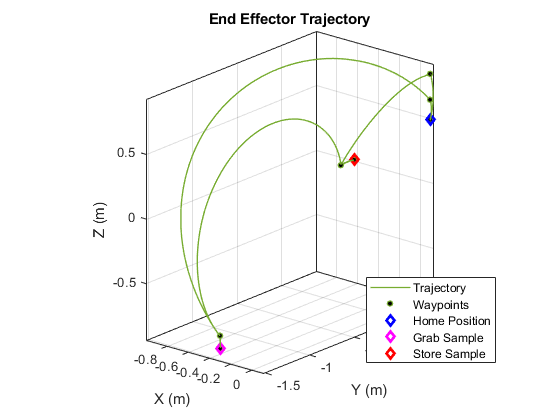 End Effector Trajectory
0.5
0
-0.5
Z (m)
-0.8
-0.6
-0.4
-0.2
0
X (m)
-1.5
-1
Y (m)
Trajectory
Waypoints
Home Position
Grab Sample
Store Sample